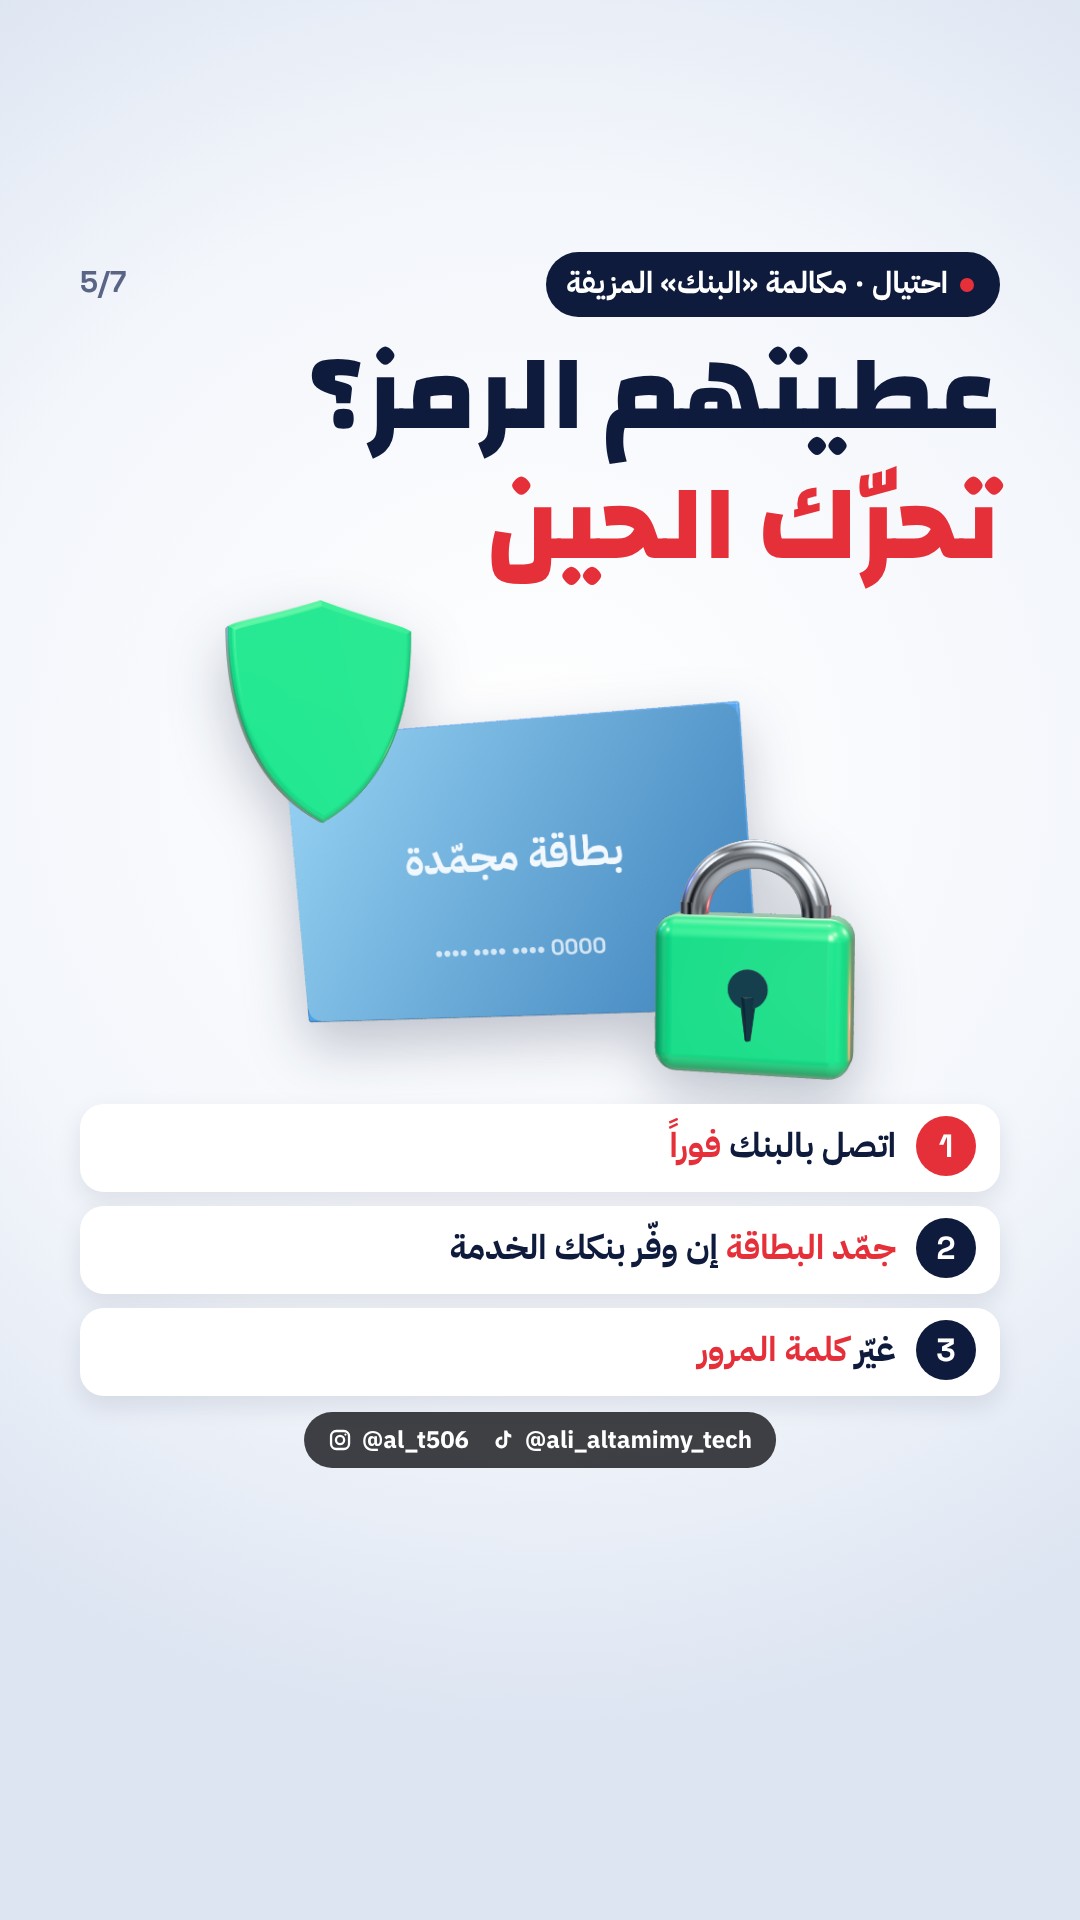 احتيال · مكالمة «البنك» المزيفة
5/7
عطيتهم الرمز؟
تحرّك الحين
بطاقة مجمّدة
•••• •••• •••• 0000
1 اتصل بالبنك فوراً
2 جمّد البطاقة إن وفّر بنكك الخدمة
3 غيّر كلمة المرور
@al_t506 @ali_altamimy_tech